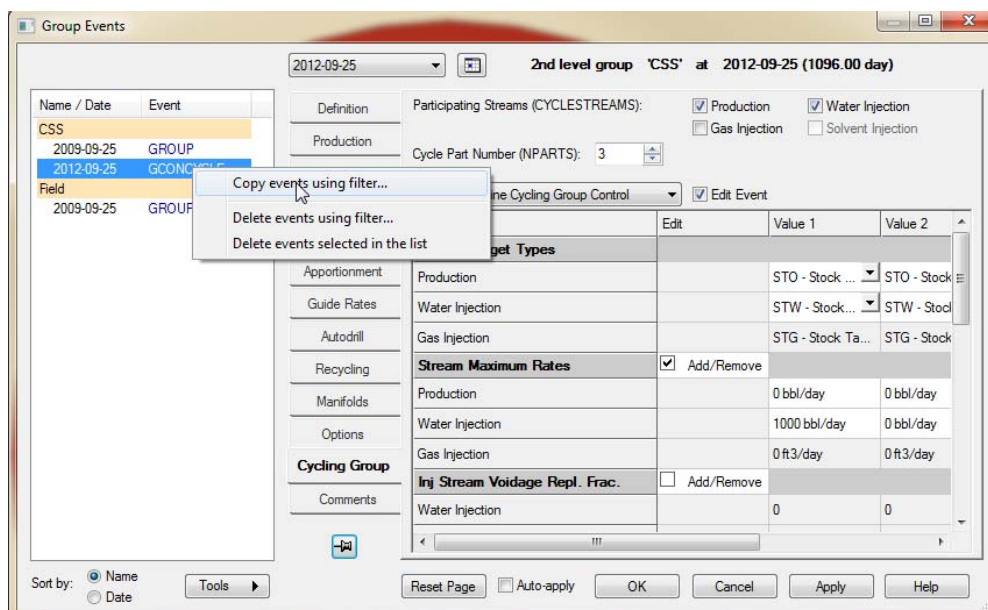 Group Events
2012-09-25
2nd level group 'CSS' at 2012-09-25 (1096.00 day)
Name / Date Event
CSS
2009-09-25 GROUP
2012-09-25
Field
2009-09-25
Copy events using filter...
Delete events using filter...
Delete events selected in the list
Definition
Production
Apportionment
Guide Rates
Autodrill
Recycling
Manifolds
Options
Cycling Group
Comments
Participating Streams (CYCLESTREAMS):
Production
Water Injection
Gas Injection
Solvent Injection
Cycle Part Number (NPARTS): 3
Cycling Group Control
Edit Event
Edit Value 1 Value 2
Types
Production STO - Stock ... STO - Stock
Water Injection STW - Stock... STW -
Gas Injection STG - Stock Ta... STG - Stock
Stream Maximum Rates Add/Remove
Production 0 bbl/day 0 bbl/day
Water Injection 1000 bbl/day 0 bbl/day
Gas Injection 0 ft3/day 0 ft3/day
Inj Stream Voidage Repl. Frac. Add/Remove
Water Injection 0 0
Sort by: Name
Date
Tools
Reset Page
Auto-apply
OK
Cancel
Apply
Help